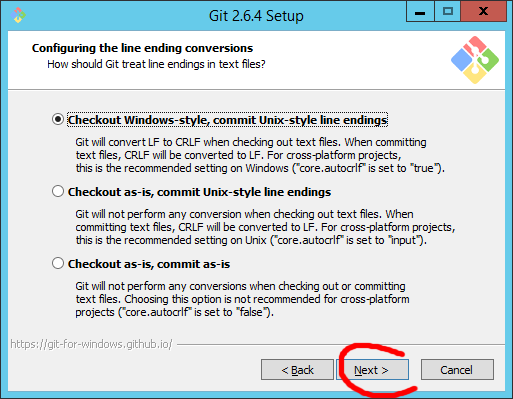 Git 2.6.4 Setup
Configuring the line ending conversions
How should Git treat line endings in text files?
Checkout Windows-style, commit Unix-style line endings
Git will convert LF to CRLF when checking out text files. When committing
text files, CRLF will be converted to LF. For cross-platform projects,
this is the recommended setting on Windows ("core.autocrlf" is set to "true").
Checkout as-is, commit Unix-style line endings
Git will not perform any conversion when checking out text files. When
committing text files, CRLF will be converted to LF. For cross-platform projects,
this is the recommended setting on Unix ("core.autocrlf" is set to "input").
Checkout as-is, commit as-is
Git will not perform any conversions when checking out or committing
text files. Choosing this option is not recommended for cross-platform
projects ("core.autocrlf" is set to "false").
https://git-for-windows.github.io/
< Back Next > Cancel